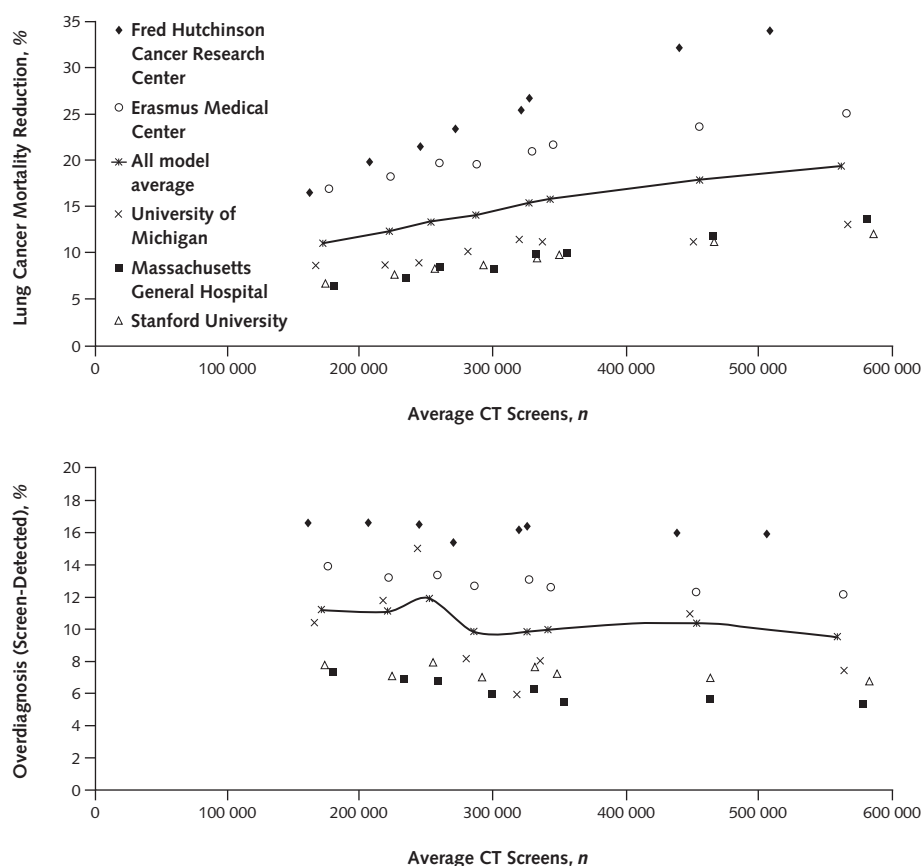 Lung Cancer Mortality Reduction, %
35
30
25
20
15
10
5
0
Fred Hutchinson
Cancer Research
Center
Erasmus Medical
Center
All model
average
University of
Michigan
Massachusetts
General Hospital
Stanford University
0
100 000
200 000
300 000
400 000
500 000
600 000
Average CT Screens, n
Overdiagnosis (Screen-Detected), %
20
18
16
14
12
10
8
6
4
2
0
0
100 000
200 000
300 000
400 000
500 000
600 000
Average CT Screens, n